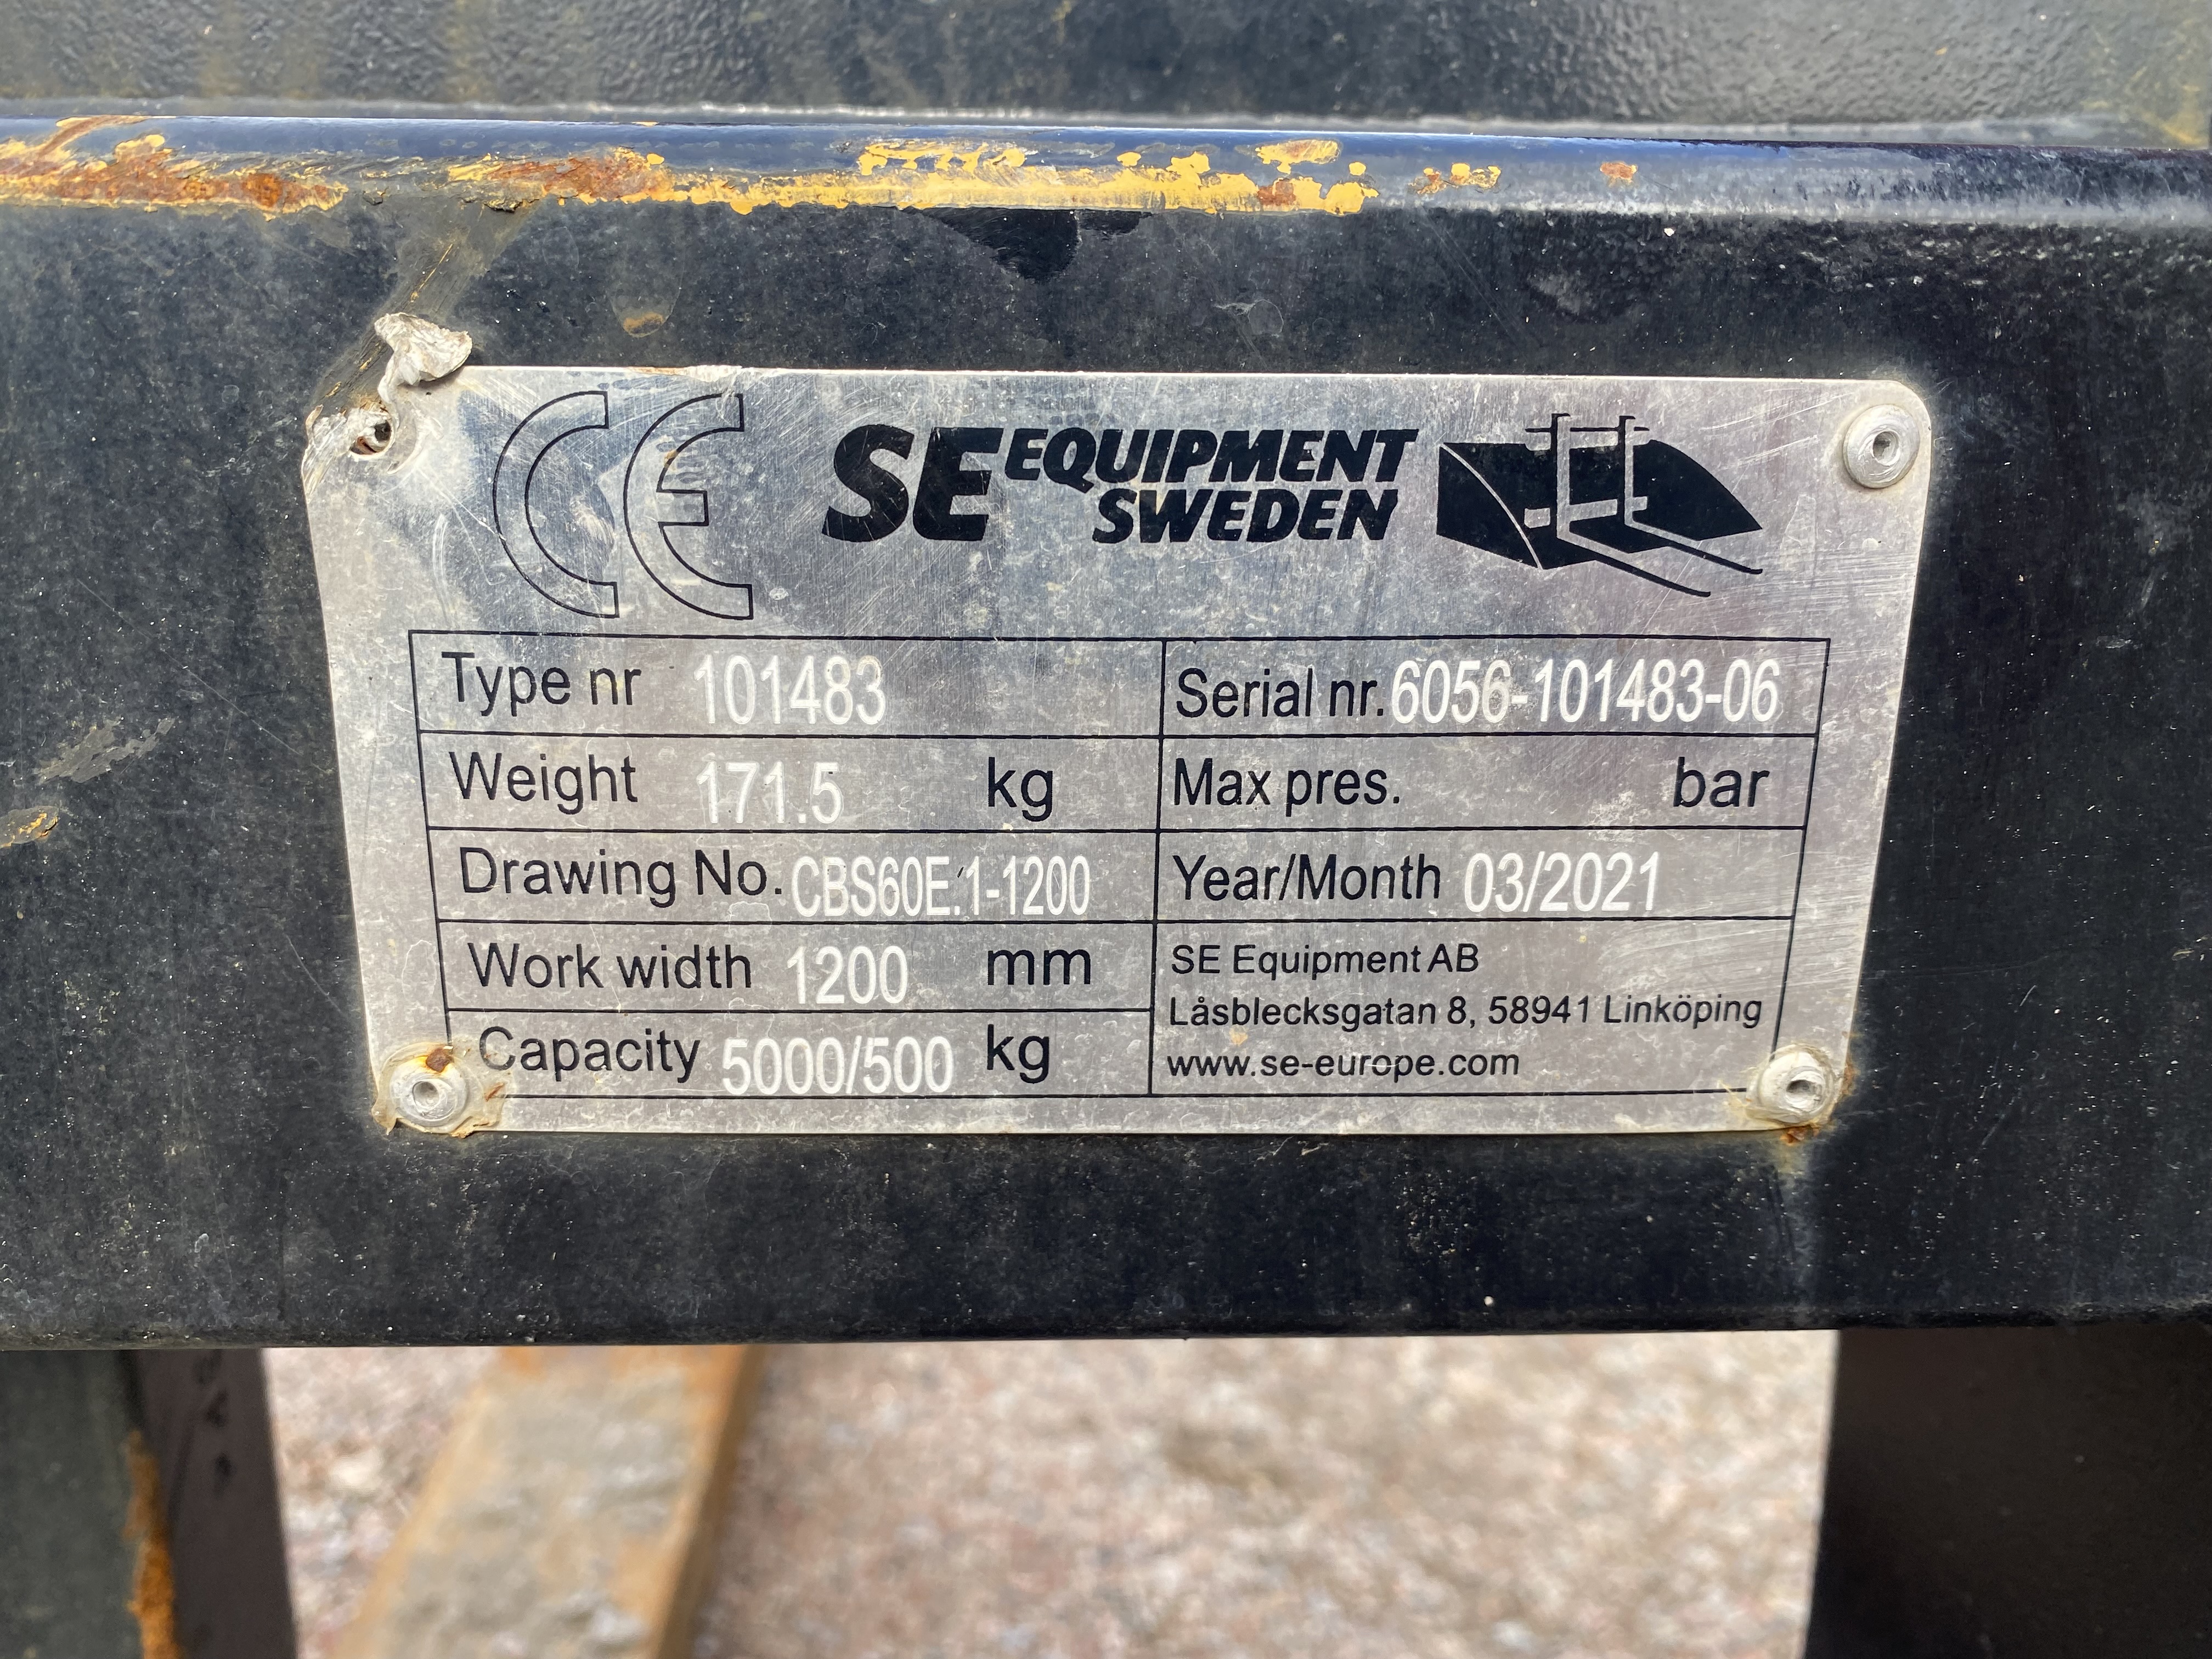 CE SE EQUIPMENT
SWEDEN
Type nr 101483 Serial nr. 6056-101483-06
Weight 171.5 kg Max pres. bar
Drawing No. CBS60E.1-1200 Year/Month 03/2021
Work width 1200 mm
Capacity 5000/500 kg
SE Equipment AB
Låsblecksgatan 8, 58941 Linköping
www.se-europe.com